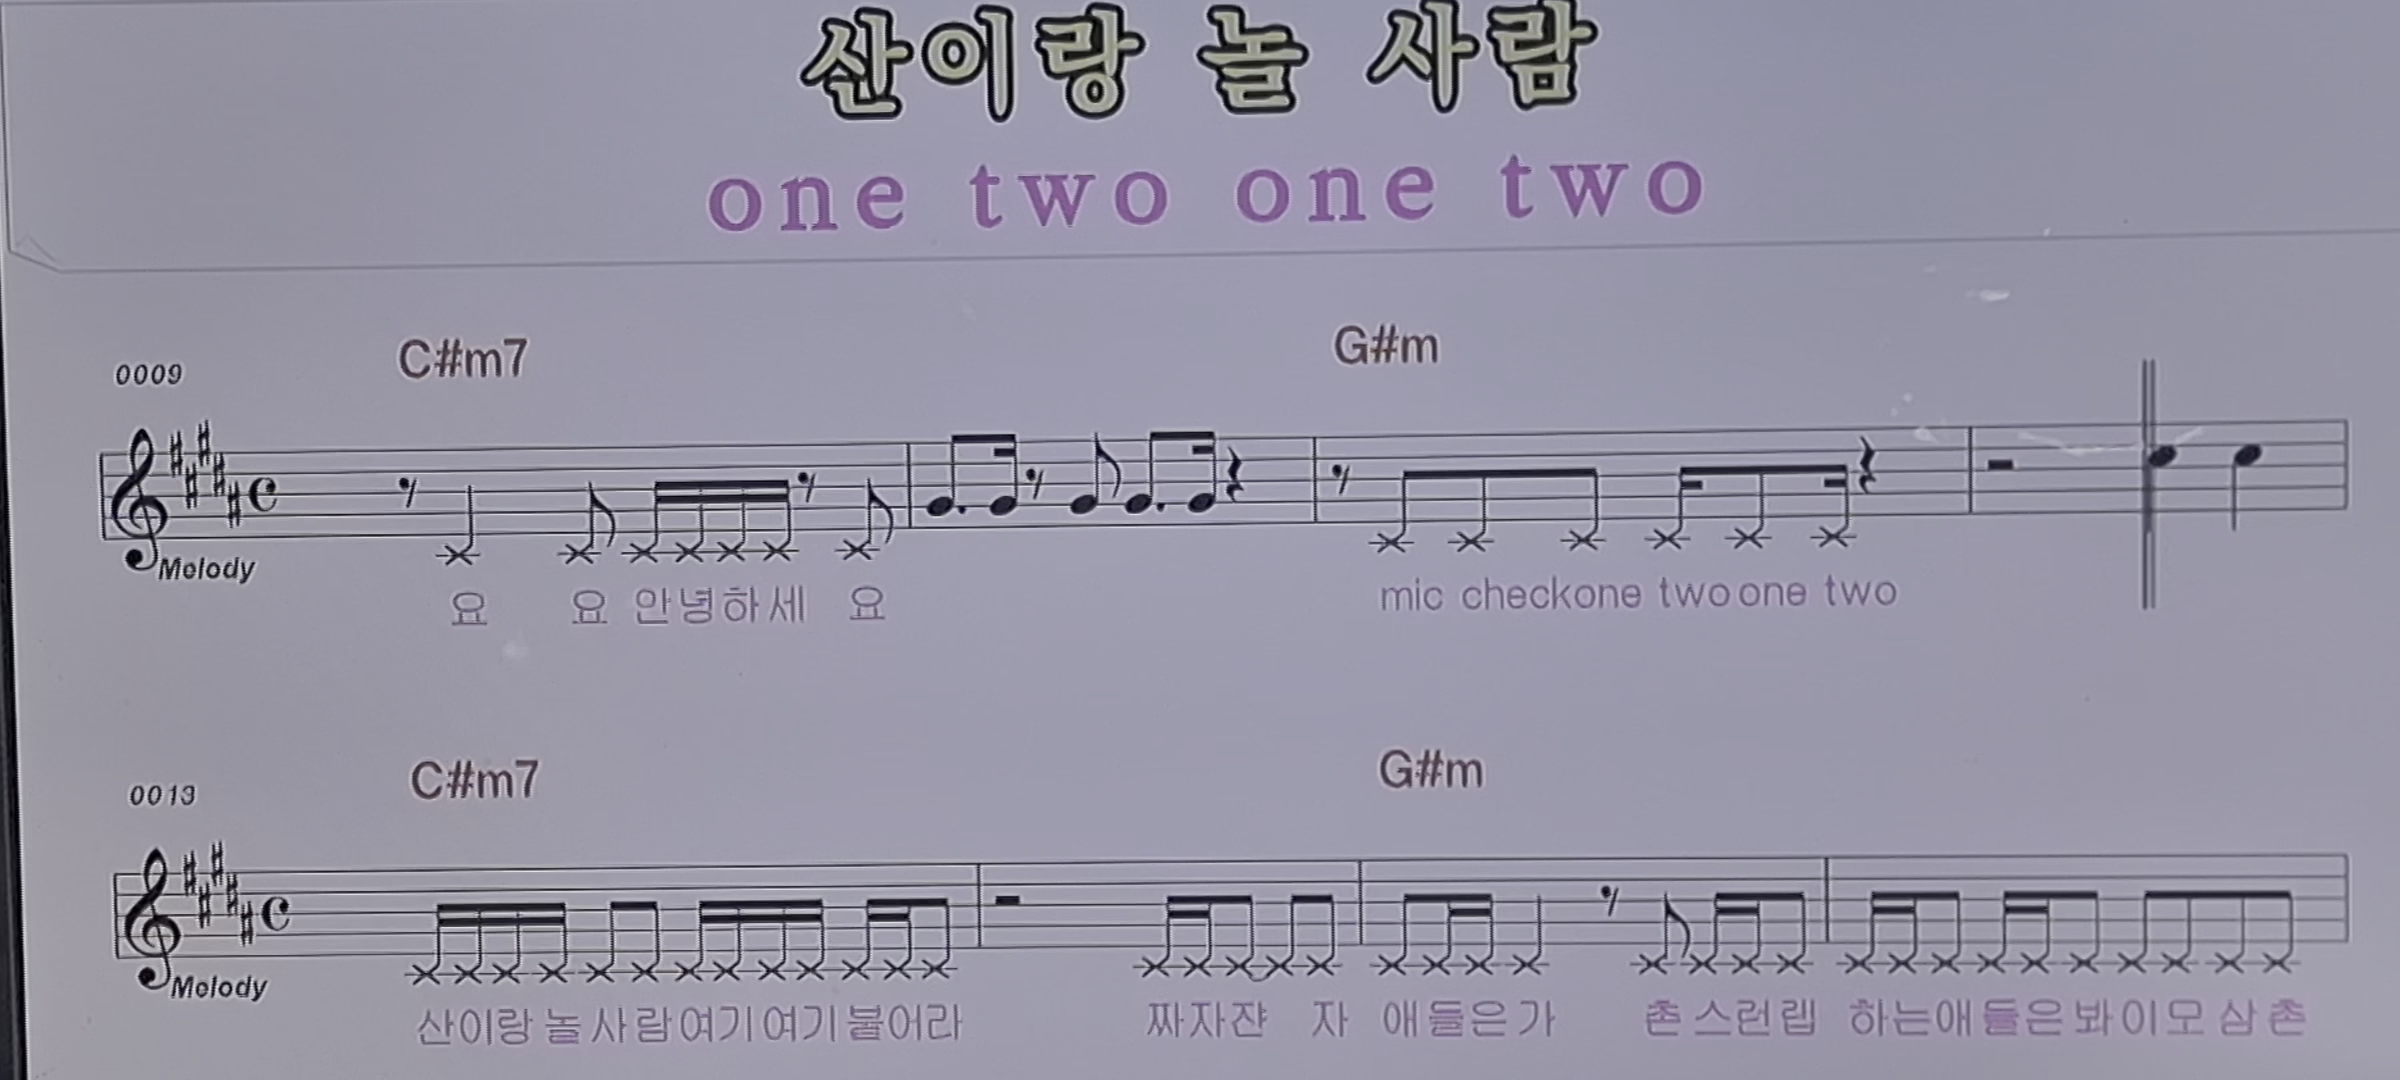 산이랑 놀 사람
one two one two
C#m7 G#m
0009
Melody
요 요 안녕하세 요 mic checkone two one two
C#m7 G#m
0013
Melody
산이랑 놀사람여기여기붙어라 짜자쟌 자 애들은가 촌스런랩 하는애들은봐이모삼촌